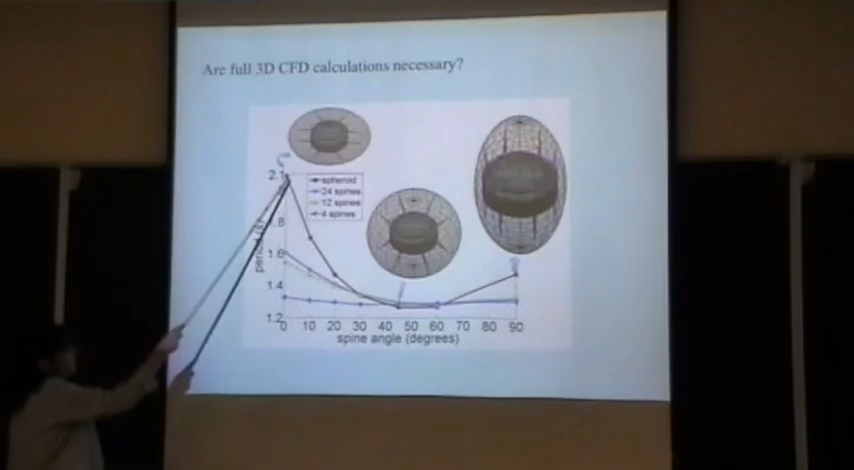 Are full 3D CFD calculations necessary?
2.1
spheroid
24 spines
12 spines
4 spines
.8
1.6
1.4
1.2
0 10 20 30 40 50 60 70 80 90
spine angle (degrees)